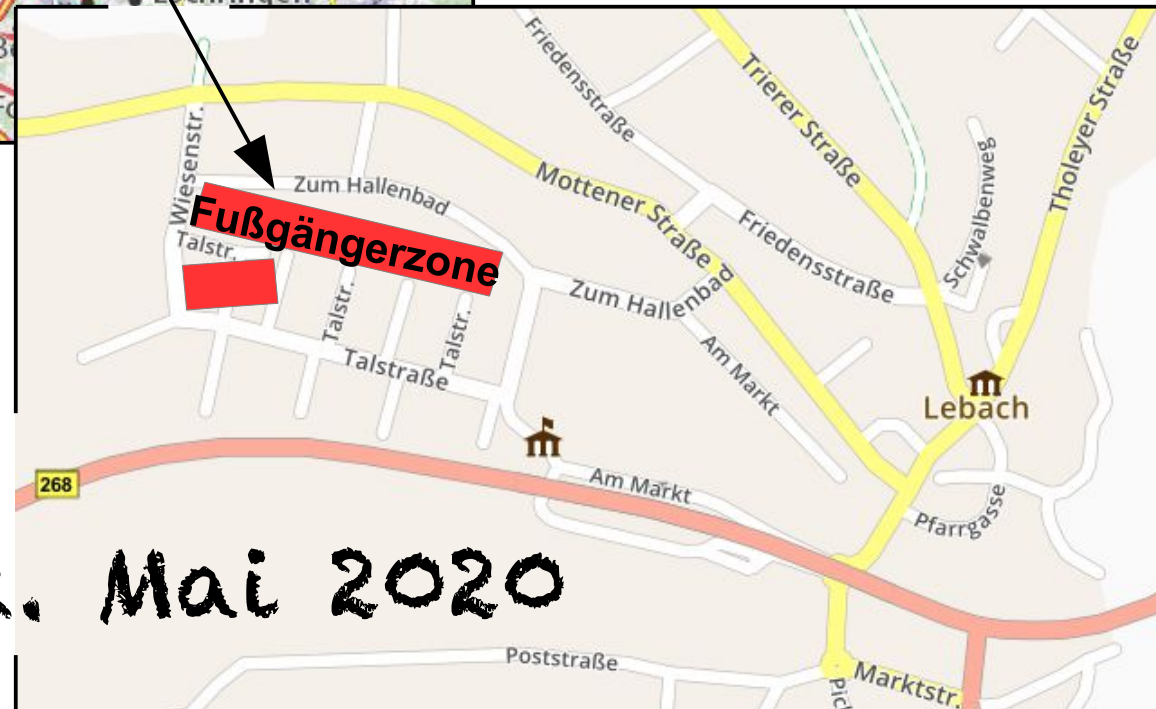 Friedensstraße
Trierer Straße
Tholeyer Straße
Wiesenstr.
Zum Hallenbad
Mottener Straße
Schwalbenweg
Fußgängerzone
Friedensstraße
Talstr.
Zum Hallenbad
Talstr.
Talstr.
Talstraße
Am Markt
Lebach
268
Am Markt
Pfarrgasse
. Mai 2020
Poststraße
Marktstr.